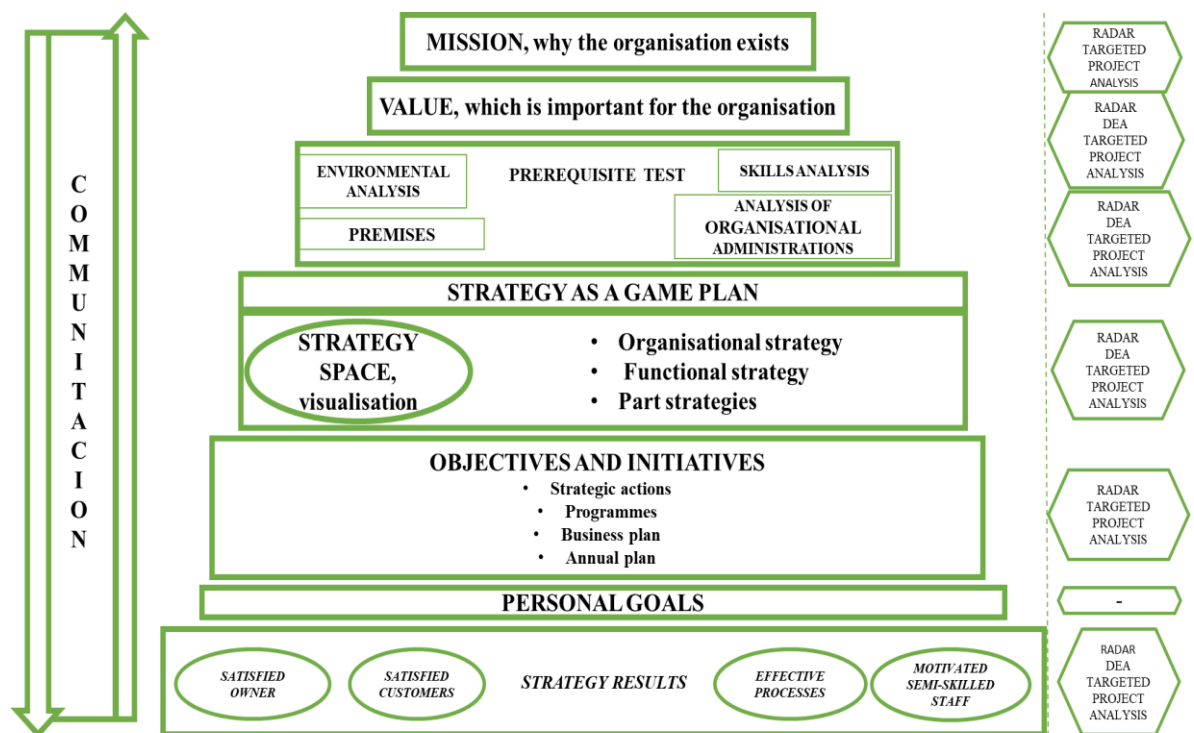 MISSION, why the organisation exists
RADAR
TARGETED
PROJECT
ANALYSIS
VALUE, which is important for the organisation
RADAR
DEA
TARGETED
PROJECT
ANALYSIS
C
O
M
M
U
N
I
T
A
C
I
O
N
ENVIRONMENTAL
ANALYSIS
PREREQUISITE TEST
SKILLS ANALYSIS
PREMISES
ANALYSIS OF
ORGANISATIONAL
ADMINISTRATIONS
RADAR
DEA
TARGETED
PROJECT
ANALYSIS
STRATEGY AS A GAME PLAN
STRATEGY
SPACE,
visualisation
• Organisational strategy
• Functional strategy
• Part strategies
RADAR
DEA
TARGETED
PROJECT
ANALYSIS
OBJECTIVES AND INITIATIVES
• Strategic actions
• Programmes
• Business plan
• Annual plan
RADAR
TARGETED
PROJECT
ANALYSIS
PERSONAL GOALS
-
SATISFIED
OWNER
SATISFIED
CUSTOMERS
STRATEGY RESULTS
EFFECTIVE
PROCESSES
MOTIVATED
SEMI-SKILLED
STAFF
RADAR
DEA
TARGETED
PROJECT
ANALYSIS